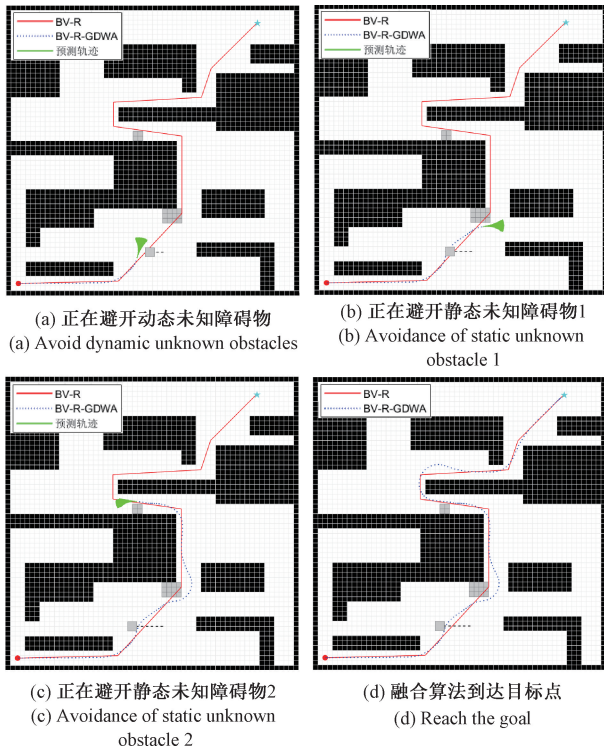 BV-R
BV-R-GDWA
预测轨迹
BV-R
BV-R-GDWA
预测轨迹
(a) 正在避开动态未知障碍物
(a) Avoid dynamic unknown obstacles
(b) 正在避开静态未知障碍物1
(b) Avoidance of static unknown
obstacle 1
BV-R
BV-R-GDWA
预测轨迹
BV-R
BV-R-GDWA
(c) 正在避开静态未知障碍物2
(c) Avoidance of static unknown
obstacle 2
(d) 融合算法到达目标点
(d) Reach the goal